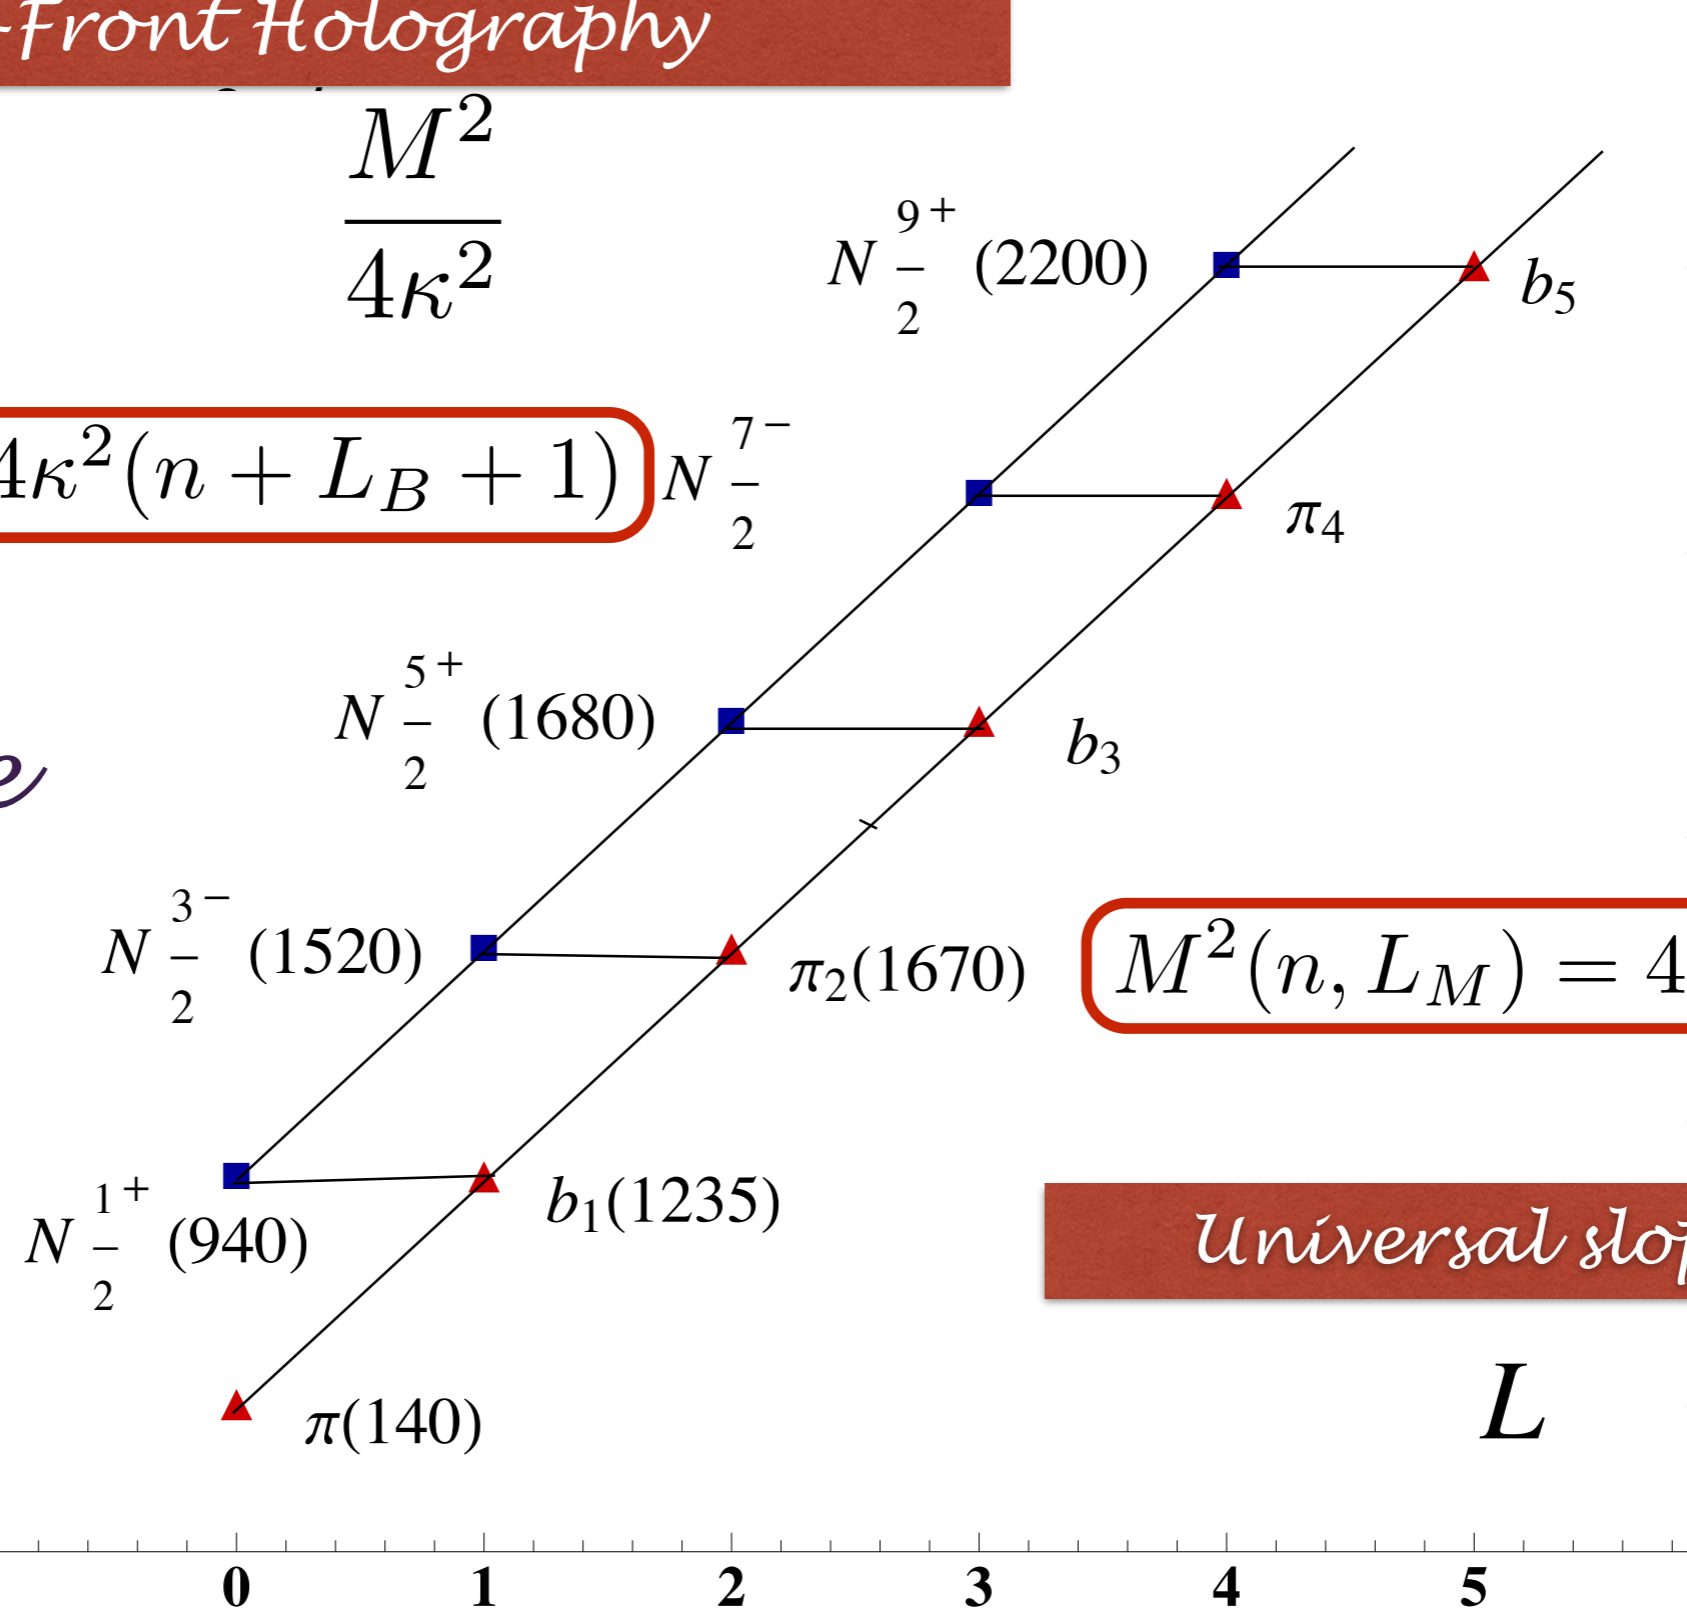 -Front Holography
M²
4κ²
N 9⁺/2 (2200)
b₅
4κ²(n + L_B + 1)
N 7⁻/2
π₄
N 5⁺/2 (1680)
b₃
e
N 3⁻/2 (1520)
π₂(1670)
M²(n, L_M) = 4
N 1⁺/2 (940)
b₁(1235)
Universal slop
π(140)
L
0 1 2 3 4 5